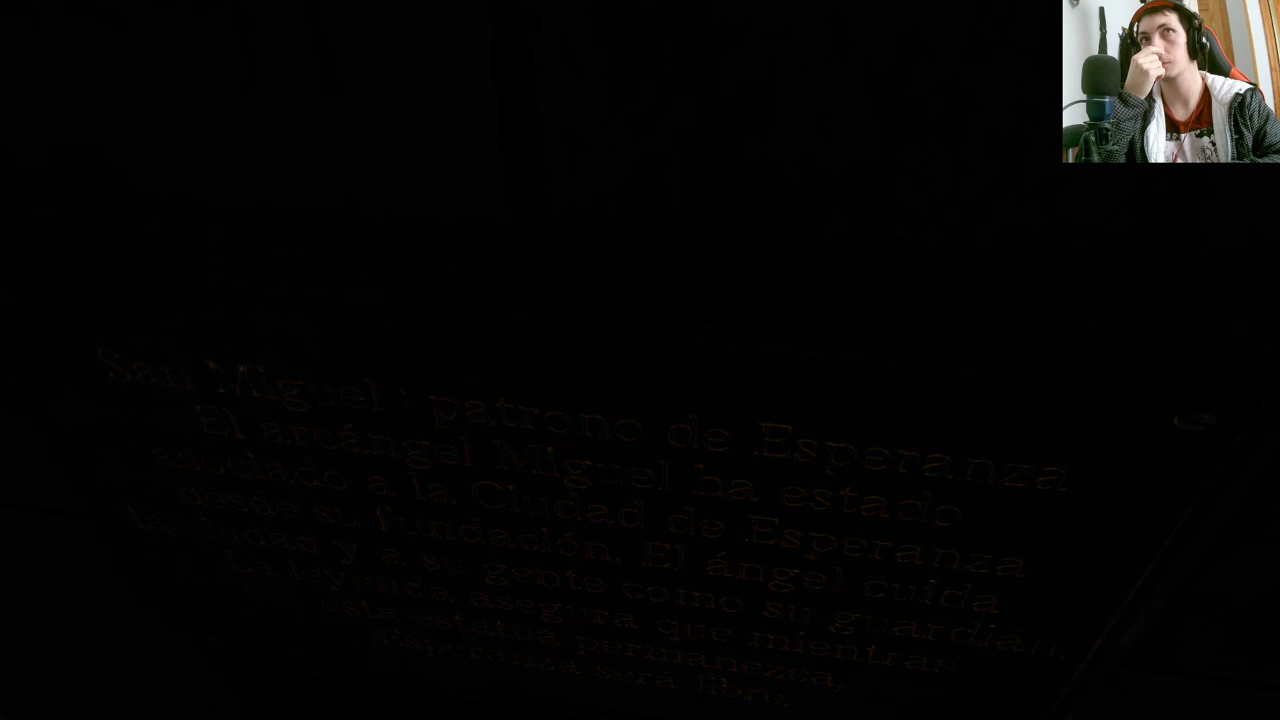 San Miguel : patrono de Esperanza
El arcángel Miguel ha estado
asociado a la Ciudad de Esperanza
desde su fundación. El ángel cuida
la ciudad y a su gente como su guardián.
La leyenda asegura que mientras
esta estatua permanezca,
Esperanza será libre.